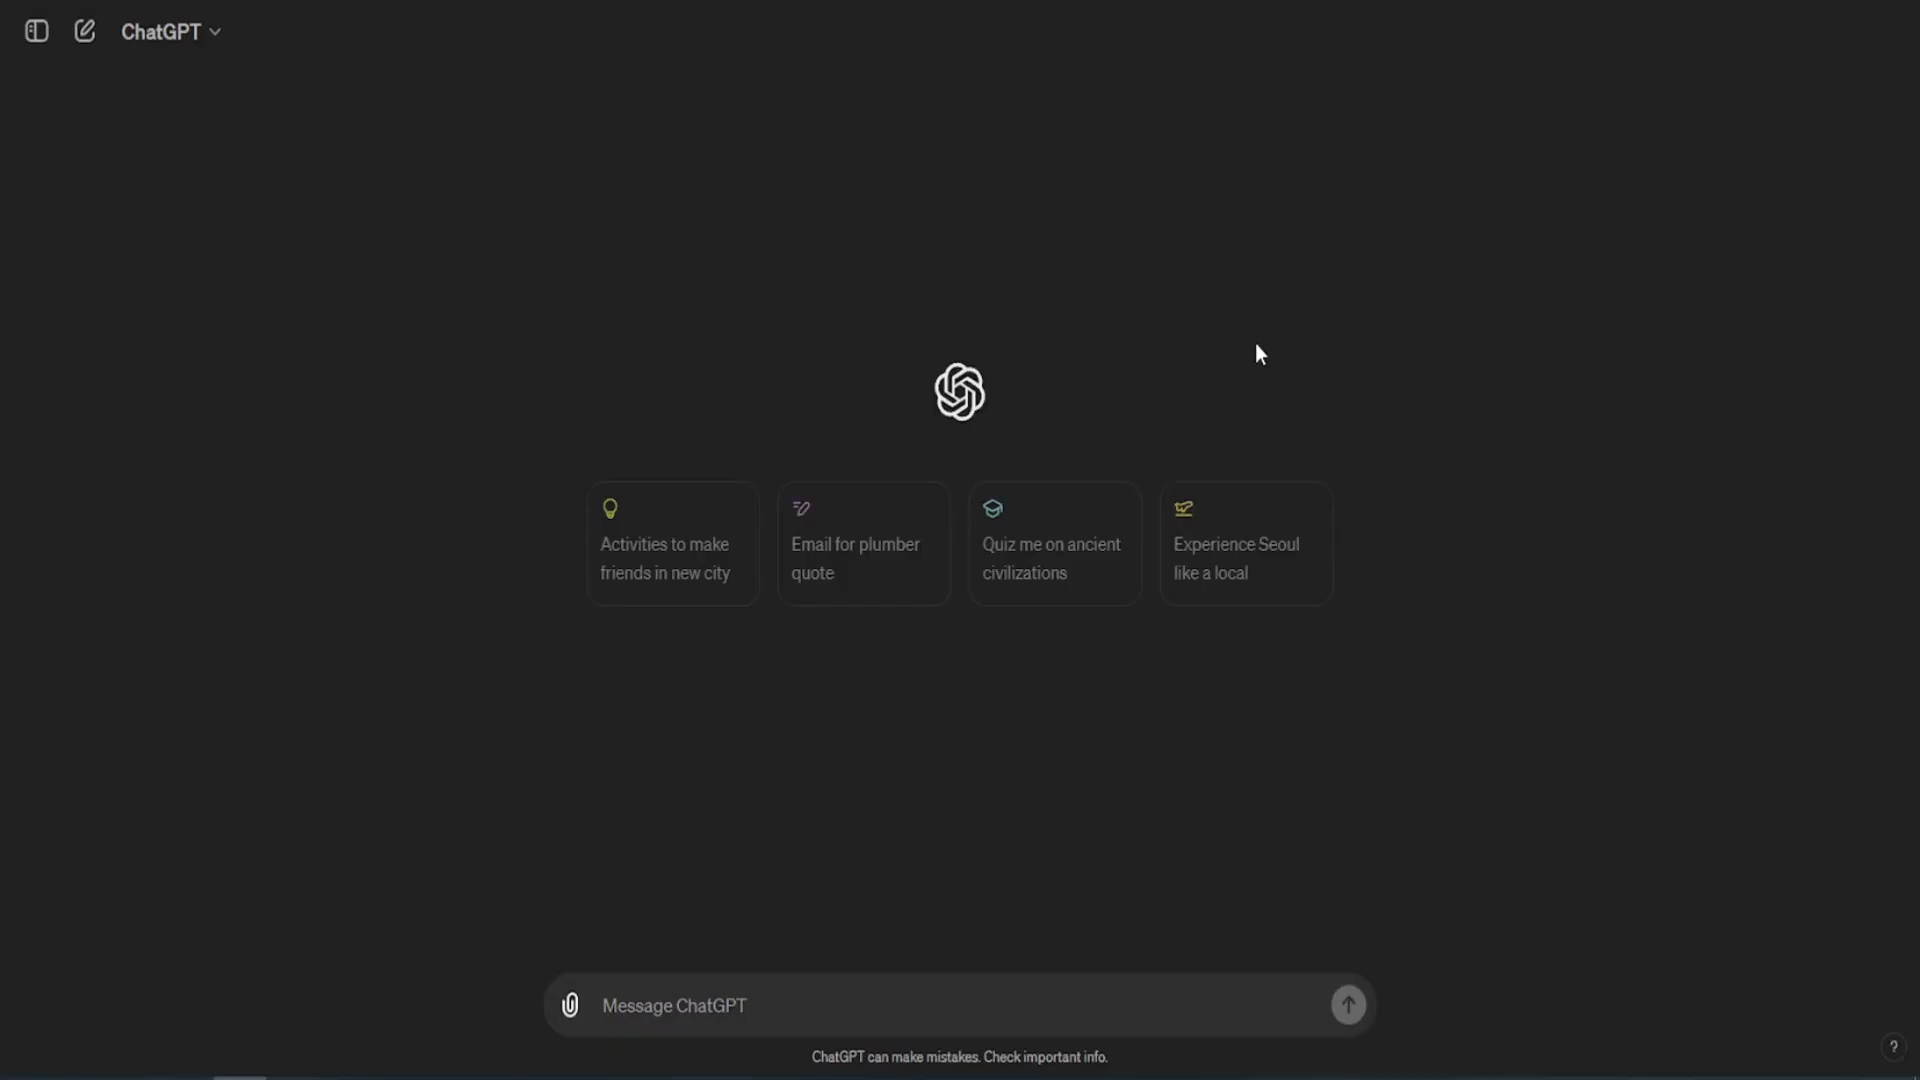 ChatGPT
Activities to make
friends in new city
Email for plumber
quote
Quiz me on ancient
civilizations
Experience Seoul
like a local
Message ChatGPT
ChatGPT can make mistakes. Check important info.
?